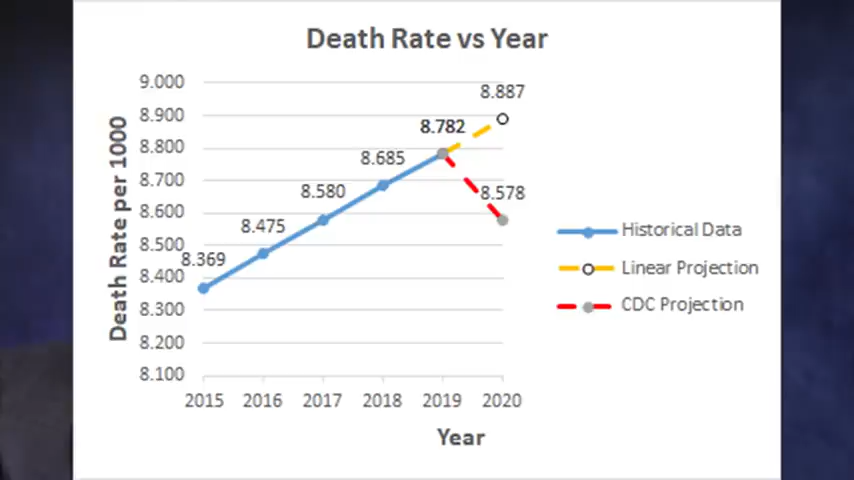 Death Rate vs Year
Death Rate per 1000
9.000
8.900
8.800
8.700
8.600
8.500
8.400
8.300
8.200
8.100
8.369
8.475
8.580
8.685
8.782
8.887
8.578
2015 2016 2017 2018 2019 2020
Year
Historical Data
Linear Projection
CDC Projection